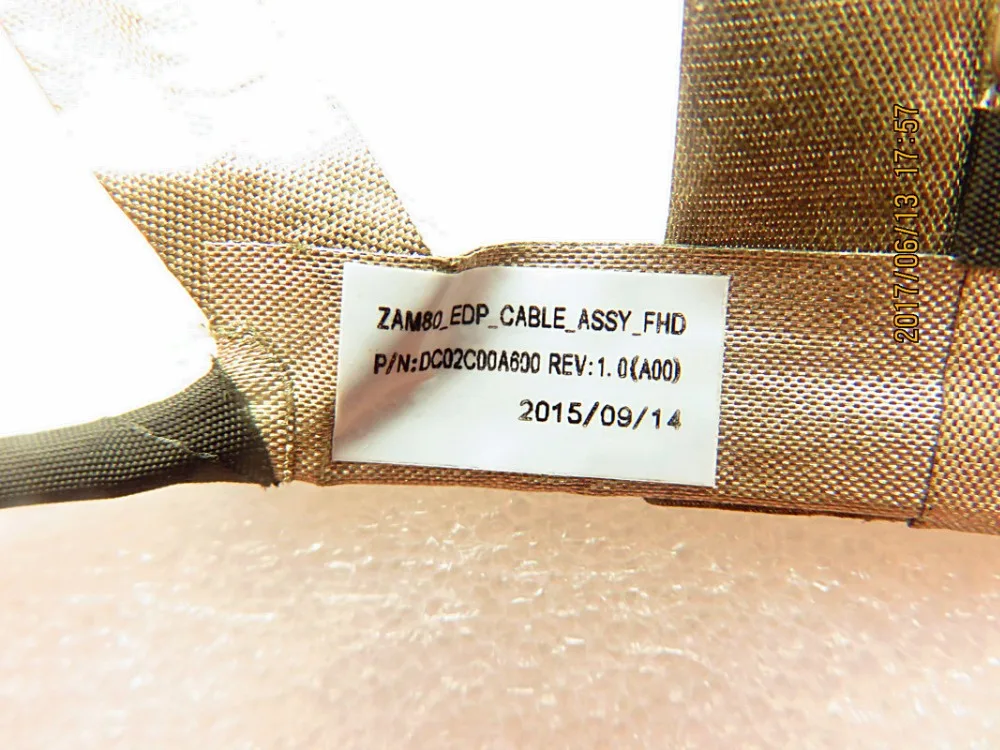 ZAM80_EDP_CABLE_ASSY_FHD
P/N:DC02C00A600 REV:1.0(A00)
2015/09/14
2017/06/13 17:57